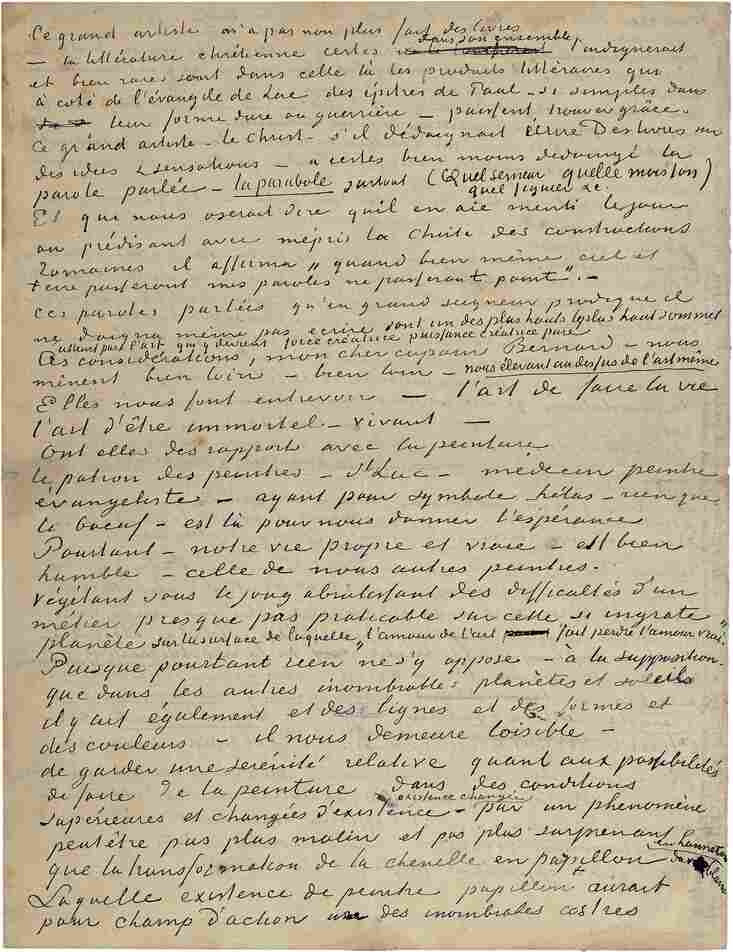 Ce grand artiste n'a pas non plus fait des livres
– la littérature chrétienne certes dans son ensemble, l'indignerait
et bien rares sont dans celle là les produits littéraires qui
à coté de l'évangile de Luc des épitres de Paul – si simples dans
leur forme dure ou guerrière – puissent trouver grâce.
Ce grand artiste – le Christ – s'il dédaignait écrire Des livres sur
des idées & sensations – a certes bien moins dédaigné la
parole parlée – la parabole surtout (Quel semeur quelle moisson)
quel figuier &c.
Et qui nous oserait dire qu'il en aie menti le jour
où prédisant avec mépris la chute des constructions
Romaines il affirma „quand bien même ciel et
terre passeront mes paroles ne passeront point”. –
Ces paroles parlées qu'en grand seigneur prodigue il
ne daigna même pas ecrire sont un des plus hauts le plus haut sommet
atteint par l'art qui y devient force créatrice puissance créatrice pure
Ces considérations, mon cher copain Bernard – nous
mènent bien loin – bien loin – nous élevant au dessus de l'art même
Elles nous font entrevoir – l'art de faire la vie
l'art d'être immortel – vivant –
Ont elles des rapport avec la peinture
le patron des peintres – St Luc – médecin peintre
évangeliste – ayant pour symbole hélas – rien que
le boeuf – est là pour nous donner l'espérance
Pourtant – notre vie propre et vraie – est bien
humble – celle de nous autres peintres.
végétant sous le joug abrutissant des difficultés d'un
métier presque pas praticable sur cette si ingrate
planète sur la surface de laquelle „l'amour de l'art fait perdre l'amour vrai”.
Puisque pourtant rien ne s'y oppose – à la supposition
que dans les autres inombrables planètes et soleils
il y ait également et des lignes et des formes et
des couleurs – il nous demeure loisible –
de garder une sérénité relative quant aux possibilités
de faire de la peinture dans des conditions
supérieures et changées d'existence – existence changée par un phénomène
peutêtre pas plus malin et pas plus surprenant
que la transformation de la chenille en papillon du hanneton
Laquelle existence de peintre papillon aurait
pour champ d'action un des inombrables astres